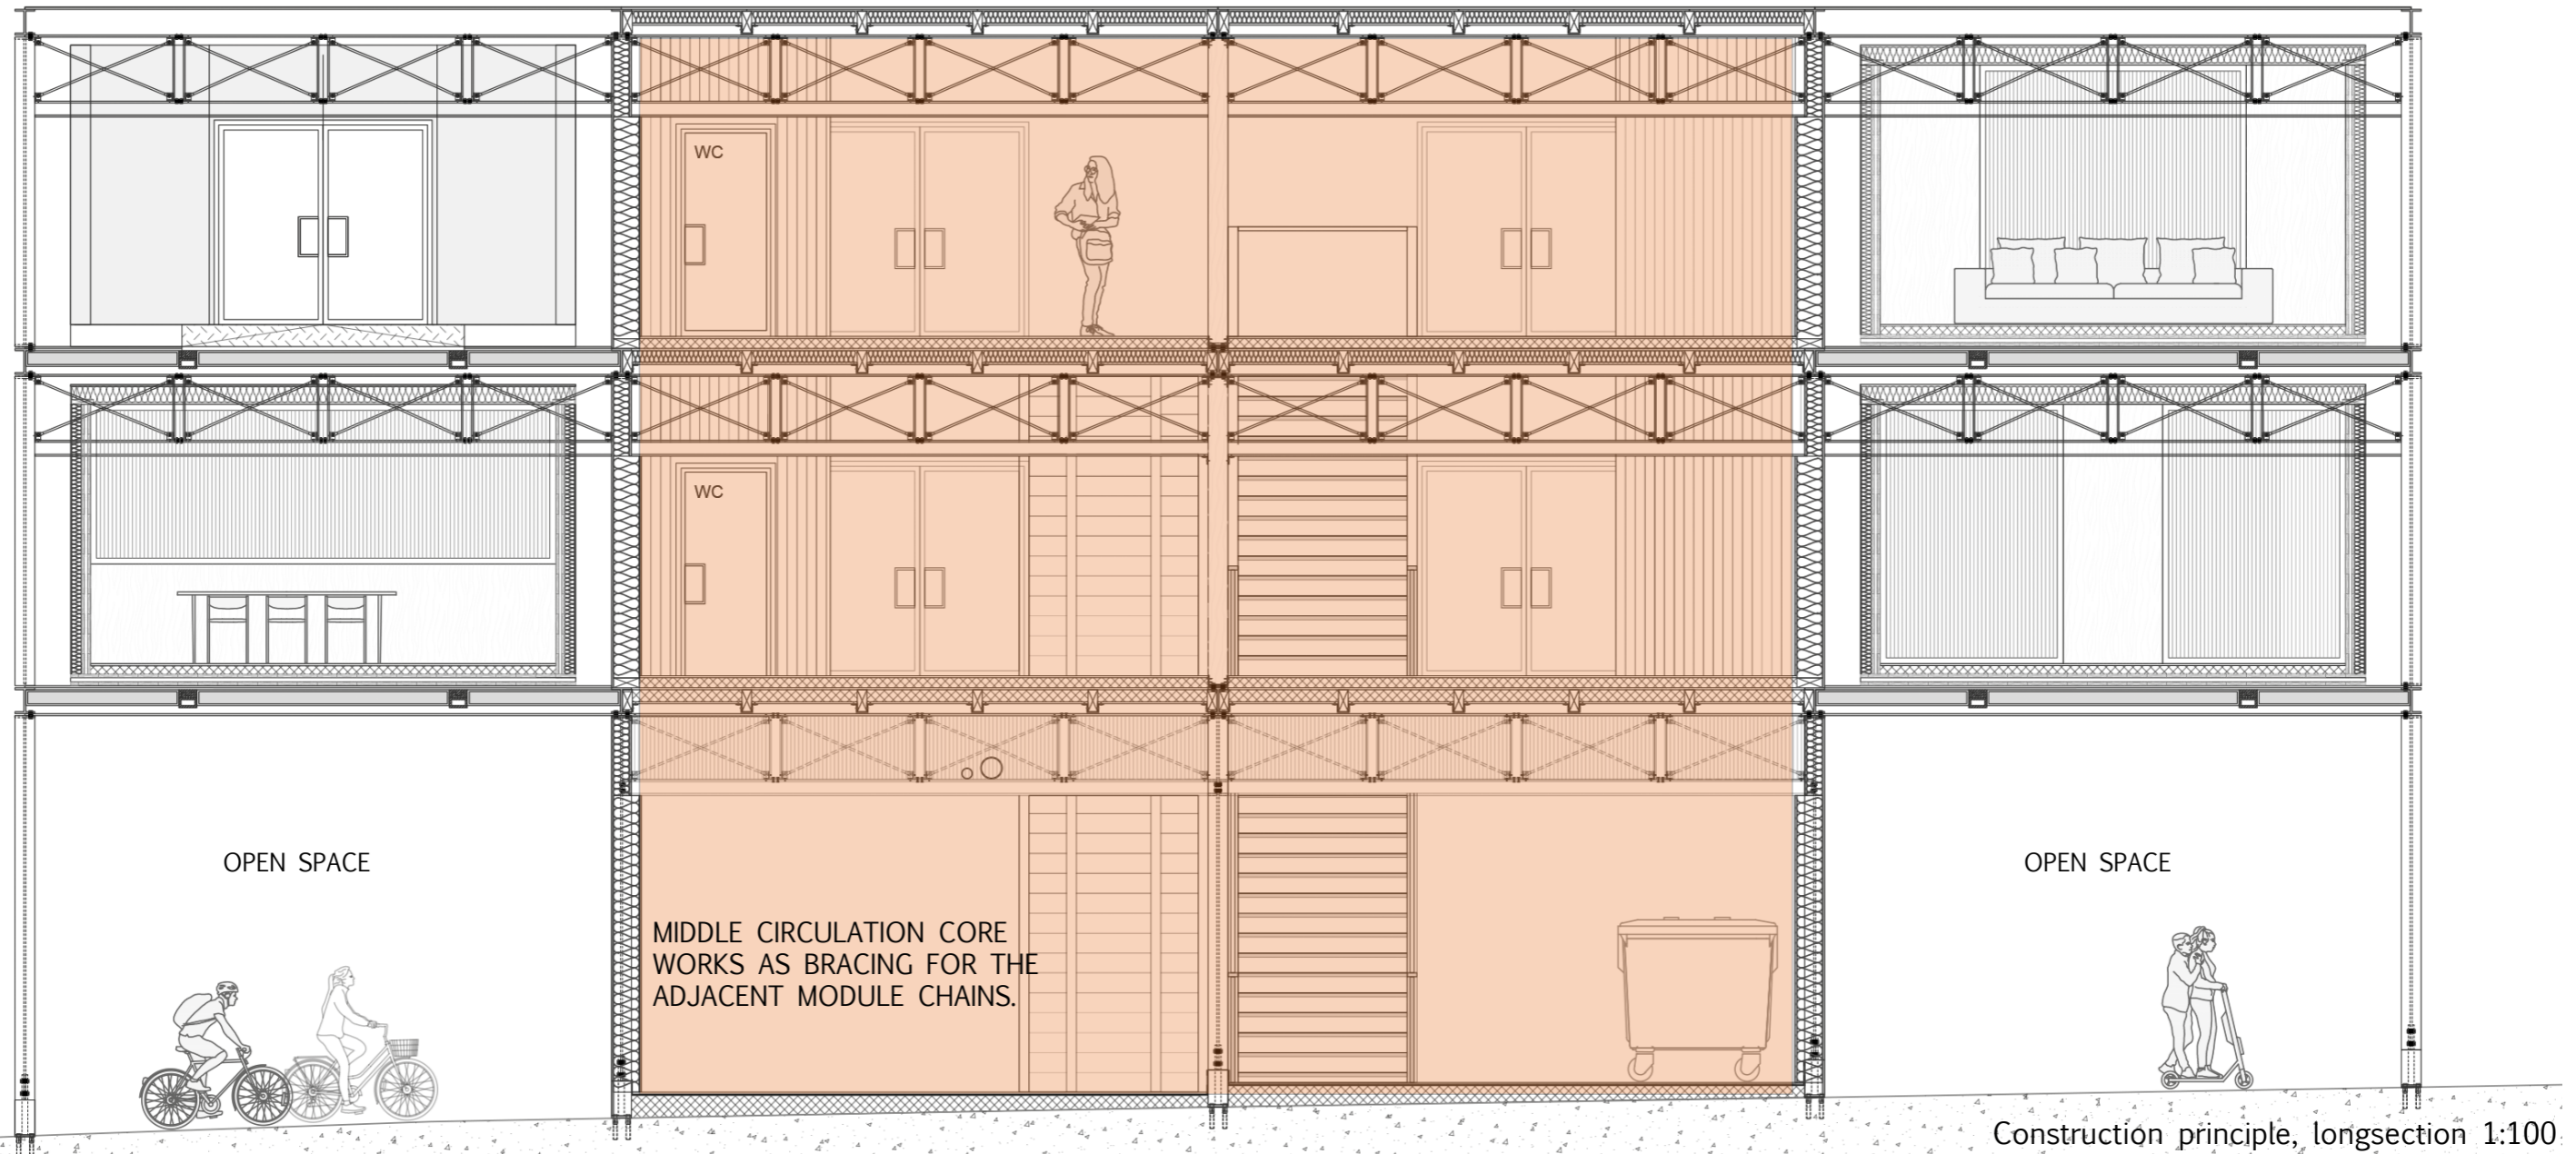 WC
WC
OPEN SPACE
OPEN SPACE
MIDDLE CIRCULATION CORE
WORKS AS BRACING FOR THE
ADJACENT MODULE CHAINS.
Construction principle, longsection 1:100